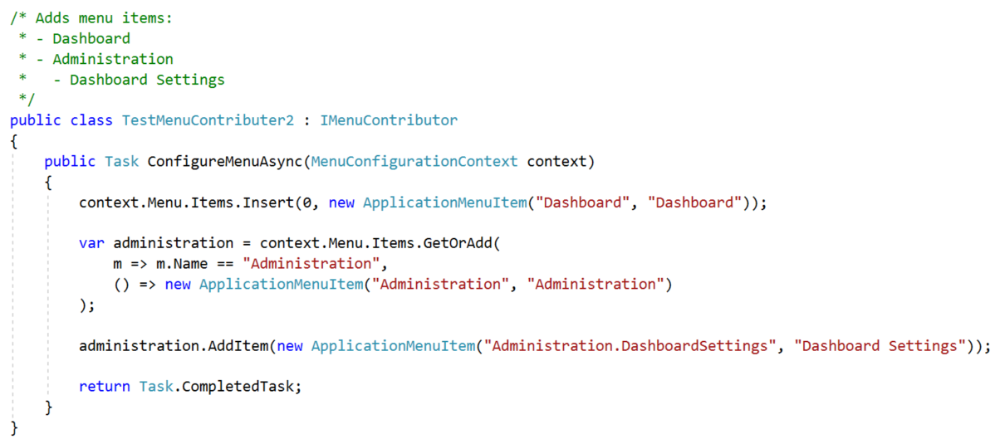 /* Adds menu items:
 * - Dashboard
 * - Administration
 *   - Dashboard Settings
 */
public class TestMenuContributer2 : IMenuContributor
{
    public Task ConfigureMenuAsync(MenuConfigurationContext context)
    {
        context.Menu.Items.Insert(0, new ApplicationMenuItem("Dashboard", "Dashboard"));

        var administration = context.Menu.Items.GetOrAdd(
            m => m.Name == "Administration",
            () => new ApplicationMenuItem("Administration", "Administration")
        );

        administration.AddItem(new ApplicationMenuItem("Administration.DashboardSettings", "Dashboard Settings"));

        return Task.CompletedTask;
    }
}